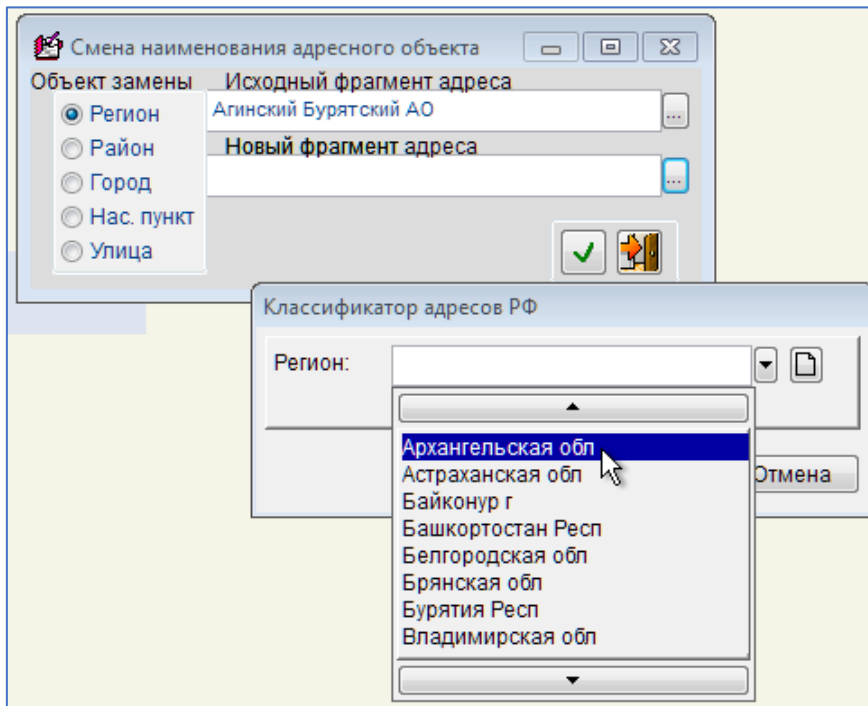 Смена наименования адресного объекта
Объект замены Исходный фрагмент адреса
Регион
Агинский Бурятский АО
...
Район
Новый фрагмент адреса
Город
...
Нас. пункт
Улица
Классификатор адресов РФ
Регион:
Архангельская обл
Астраханская обл
Отмена
Байконур г
Башкортостан Респ
Белгородская обл
Брянская обл
Бурятия Респ
Владимирская обл